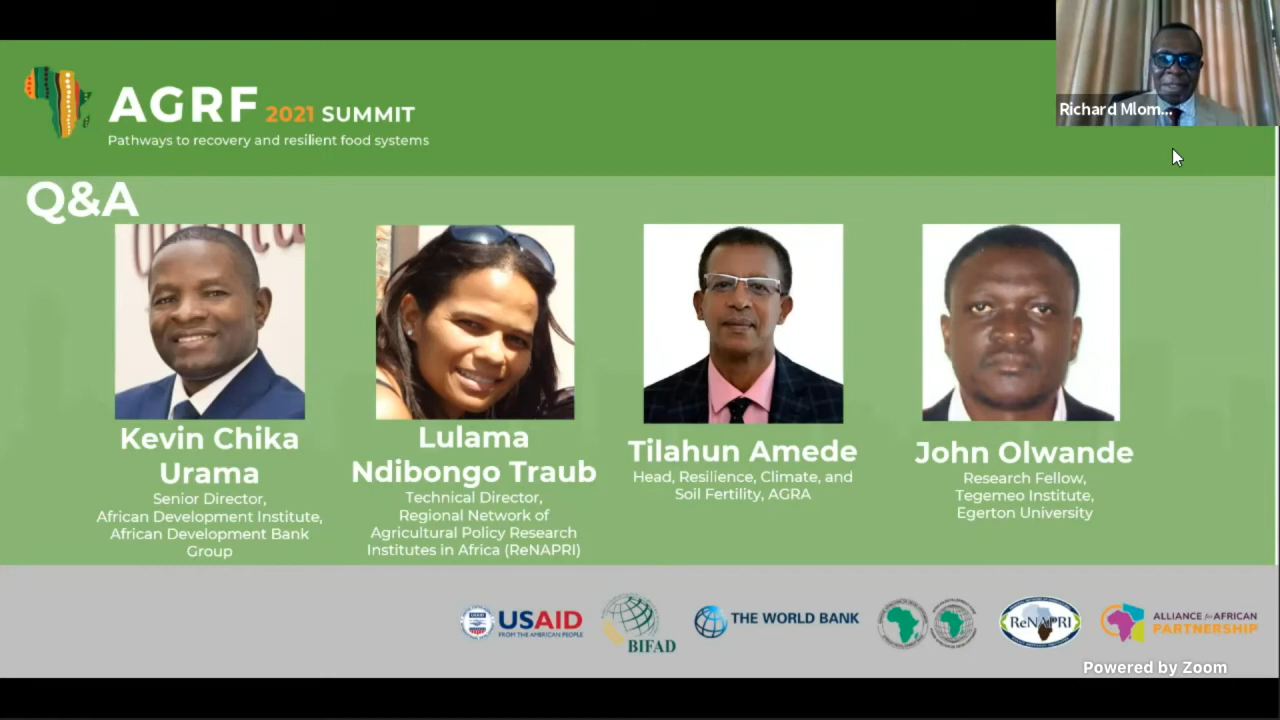 AGRF 2021 SUMMIT
Pathways to recovery and resilient food systems
Richard Mlom...
Q&A
Kevin Chika
Urama
Senior Director,
African Development Institute,
African Development Bank
Group
Lulama
Ndibongo Traub
Technical Director,
Regional Network of
Agricultural Policy Research
Institutes in Africa (ReNAPRI)
Tilahun Amede
Head, Resilience, Climate, and
Soil Fertility, AGRA
John Olwande
Research Fellow,
Tegemeo Institute,
Egerton University
USAID
FROM THE AMERICAN PEOPLE
BIFAD
THE WORLD BANK
ReNAPRI
ALLIANCE for AFRICAN
PARTNERSHIP
Powered by Zoom